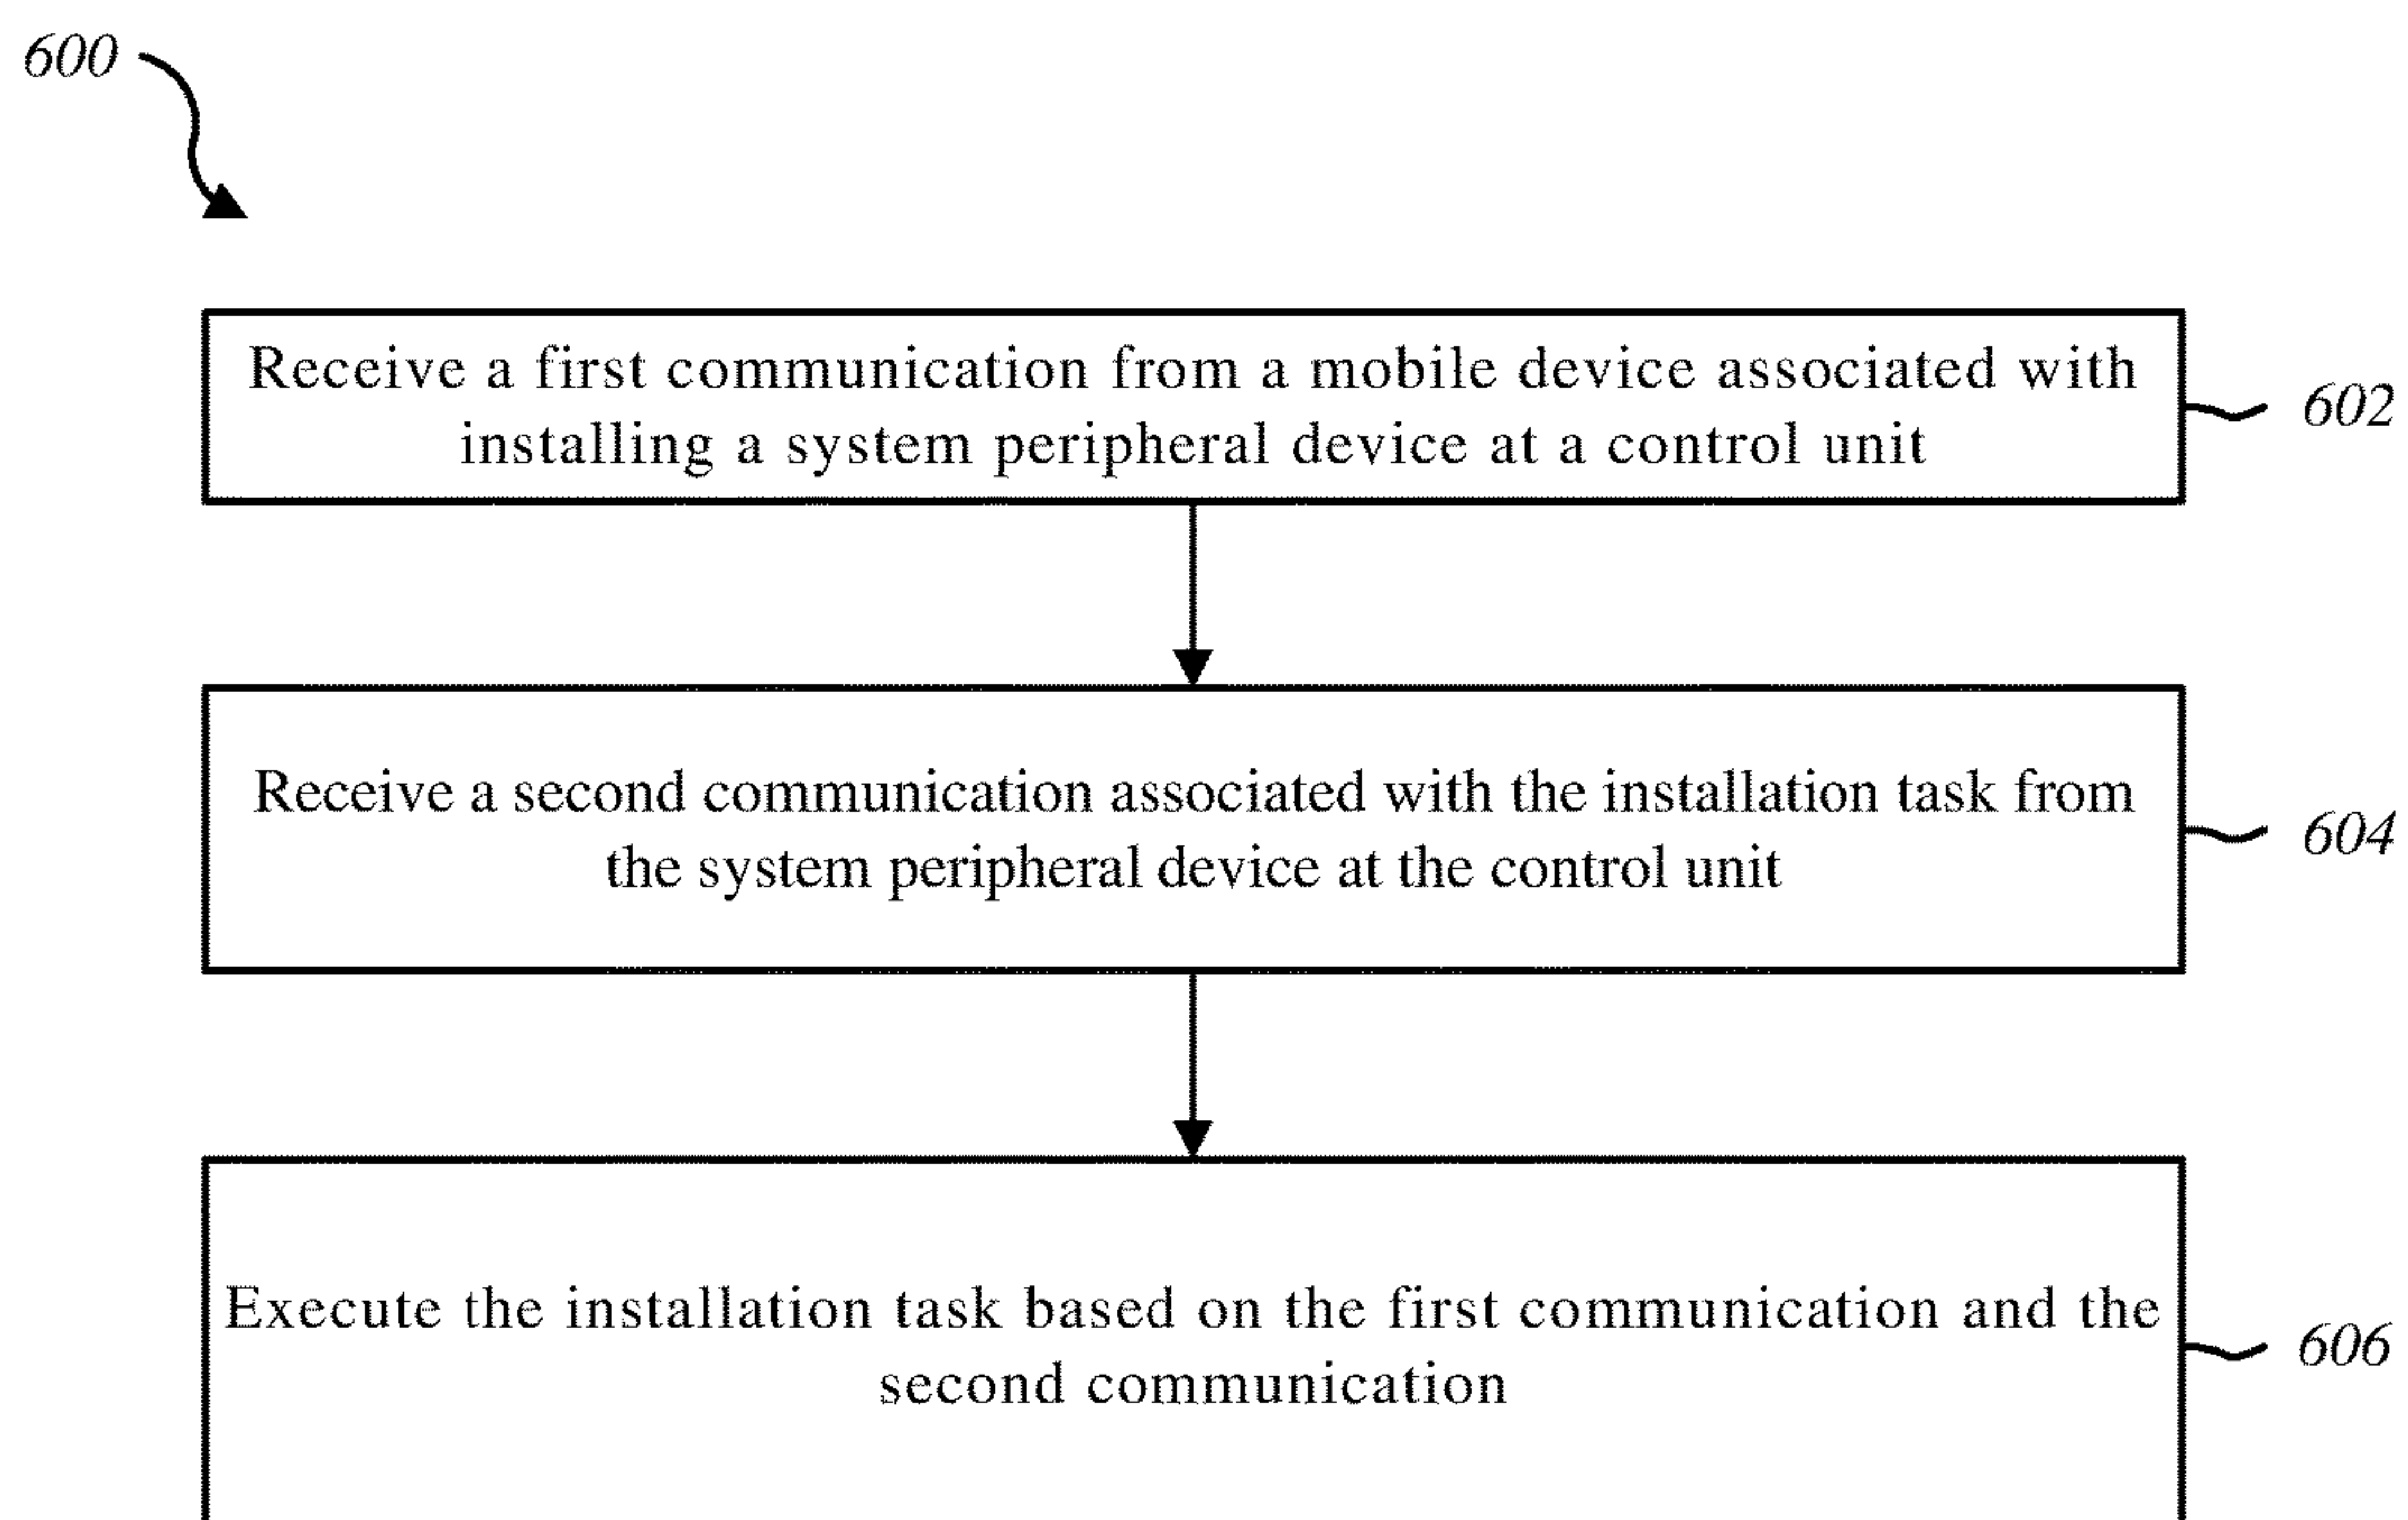 600
Receive a first communication from a mobile device associated with
installing a system peripheral device at a control unit
602
Receive a second communication associated with the installation task from
the system peripheral device at the control unit
604
Execute the installation task based on the first communication and the
second communication
606